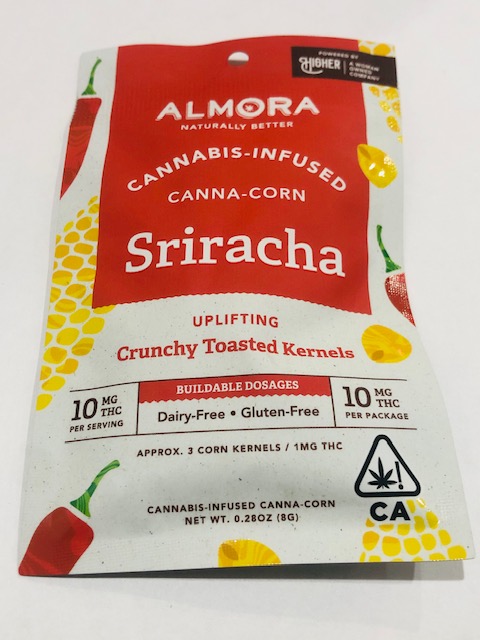 POWERED BY
HIGHER
A WOMAN
OWNED
COMPANY
ALMORA
NATURALLY BETTER
CANNABIS-INFUSED
CANNA-CORN
Sriracha
UPLIFTING
Crunchy Toasted Kernels
10 MG
THC
PER SERVING
BUILDABLE DOSAGES
Dairy-Free • Gluten-Free
10 MG
THC
PER PACKAGE
APPROX. 3 CORN KERNELS / 1MG THC
!
CA
CANNABIS-INFUSED CANNA-CORN
NET WT. 0.28OZ (8G)